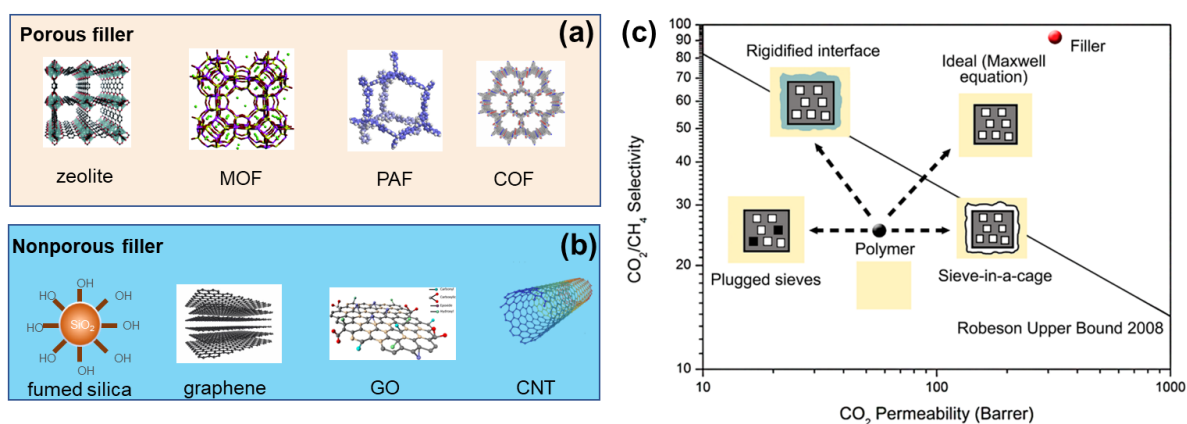 Porous filler
(a)
zeolite
MOF
PAF
COF
Nonporous filler
(b)
OH
HO
OH
HO
OH
SiO2
HO
OH
OH
fumed silica
graphene
GO
CNT
(c)
CO2/CH4 Selectivity
100
90
80
70
60
50
40
30
20
10
10
100
1000
CO2 Permeability (Barrer)
Rigidified interface
Ideal (Maxwell
equation)
Filler
Polymer
Plugged sieves
Sieve-in-a-cage
Robeson Upper Bound 2008